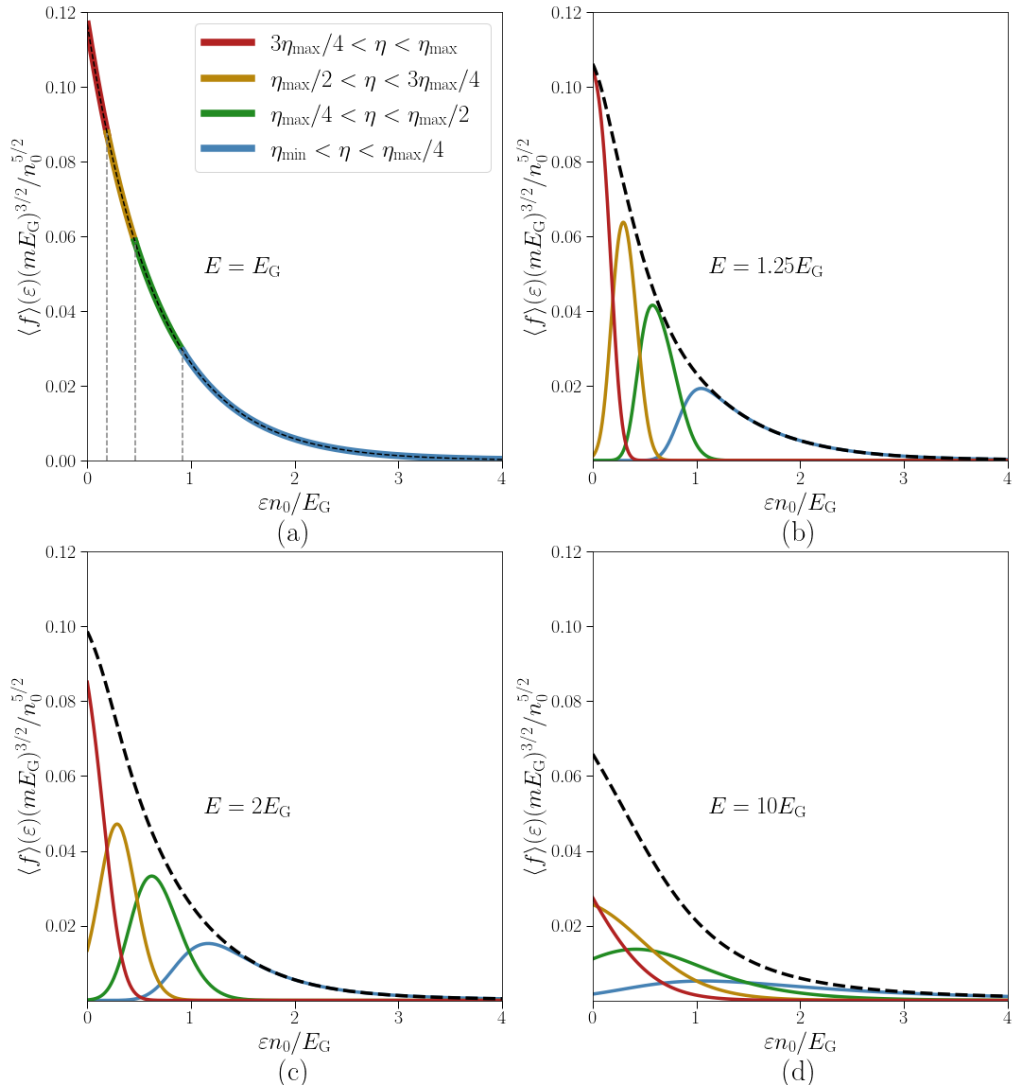 0.12
0.10
0.08
0.06
0.04
0.02
0.00
⟨f⟩(ε)(mE_G)^{3/2}/n_0^{5/2}
3η_max/4 < η < η_max
η_max/2 < η < 3η_max/4
η_max/4 < η < η_max/2
η_min < η < η_max/4
E = E_G
0 1 2 3 4
εn_0/E_G
(a)
0.12
0.10
0.08
0.06
0.04
0.02
0.00
⟨f⟩(ε)(mE_G)^{3/2}/n_0^{5/2}
E = 1.25E_G
0 1 2 3 4
εn_0/E_G
(b)
0.12
0.10
0.08
0.06
0.04
0.02
⟨f⟩(ε)(mE_G)^{3/2}/n_0^{5/2}
E = 2E_G
0 1 2 3 4
εn_0/E_G
(c)
0.12
0.10
0.08
0.06
0.04
0.02
⟨f⟩(ε)(mE_G)^{3/2}/n_0^{5/2}
E = 10E_G
0 1 2 3 4
εn_0/E_G
(d)